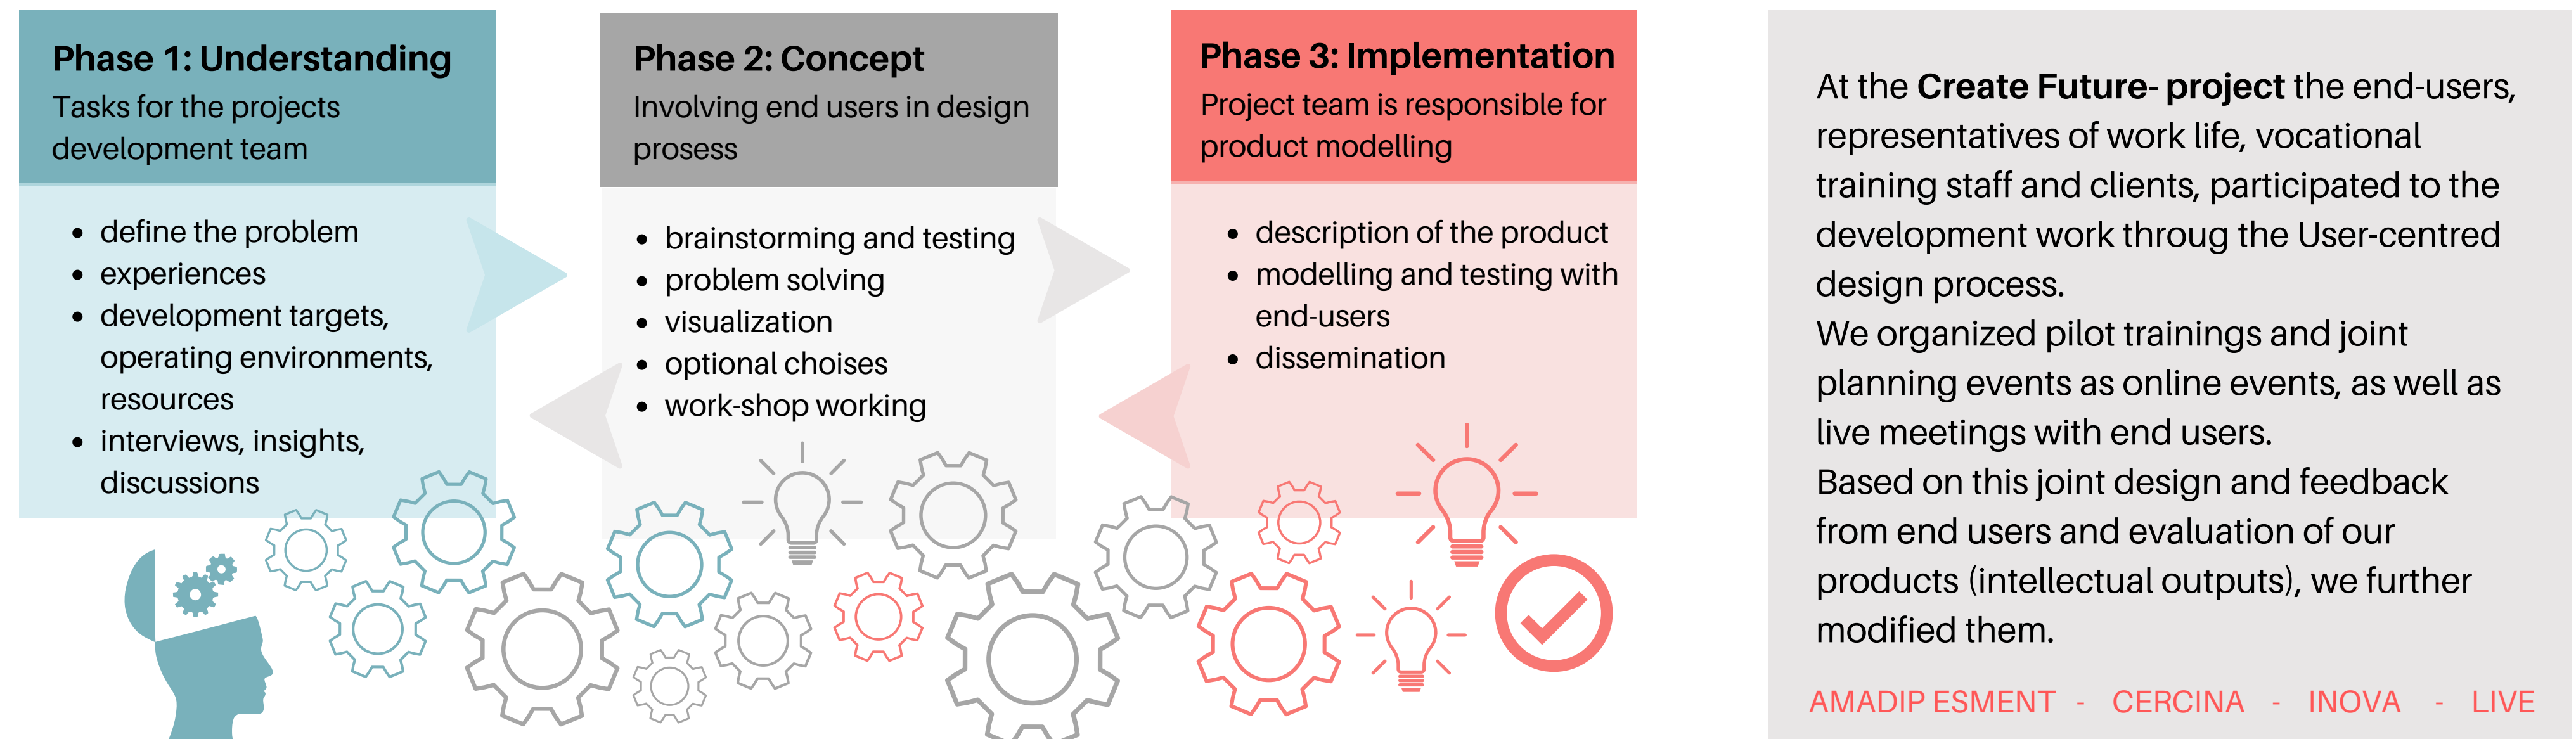 Phase 1: Understanding
Tasks for the projects
development team
• define the problem
• experiences
• development targets,
operating environments,
resources
• interviews, insights,
discussions
Phase 2: Concept
Involving end users in design
prosess
• brainstorming and testing
• problem solving
• visualization
• optional choises
• work-shop working
Phase 3: Implementation
Project team is responsible for
product modelling
• description of the product
• modelling and testing with
end-users
• dissemination
At the Create Future- project the end-users,
representatives of work life, vocational
training staff and clients, participated to the
development work throug the User-centred
design process.
We organized pilot trainings and joint
planning events as online events, as well as
live meetings with end users.
Based on this joint design and feedback
from end users and evaluation of our
products (intellectual outputs), we further
modified them.
AMADIP ESMENT - CERCINA - INOVA - LIVE